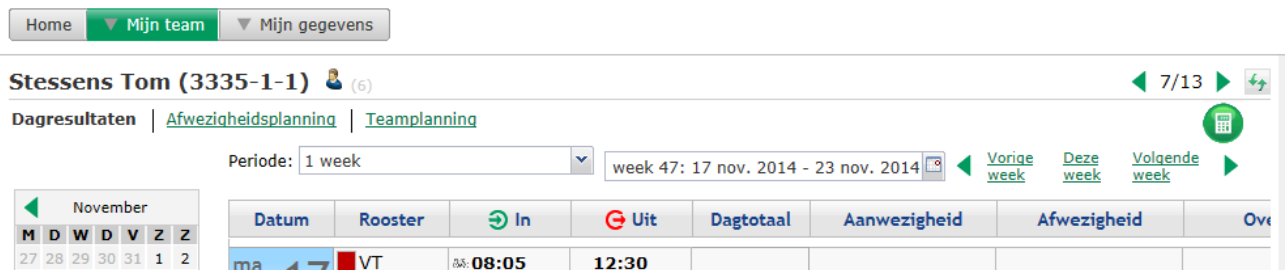 Home Mijn team Mijn gegevens
Stessens Tom (3335-1-1) (6) 7/13
Dagresultaten | Afwezigheidsplanning | Teamplanning
Periode: 1 week week 47: 17 nov. 2014 - 23 nov. 2014 Vorige week Deze week Volgende week
November
M D W D V Z Z
27 28 29 30 31 1 2
Datum Rooster In Uit Dagtotaal Aanwezigheid Afwezigheid
ma 17 VT 08:05 12:30